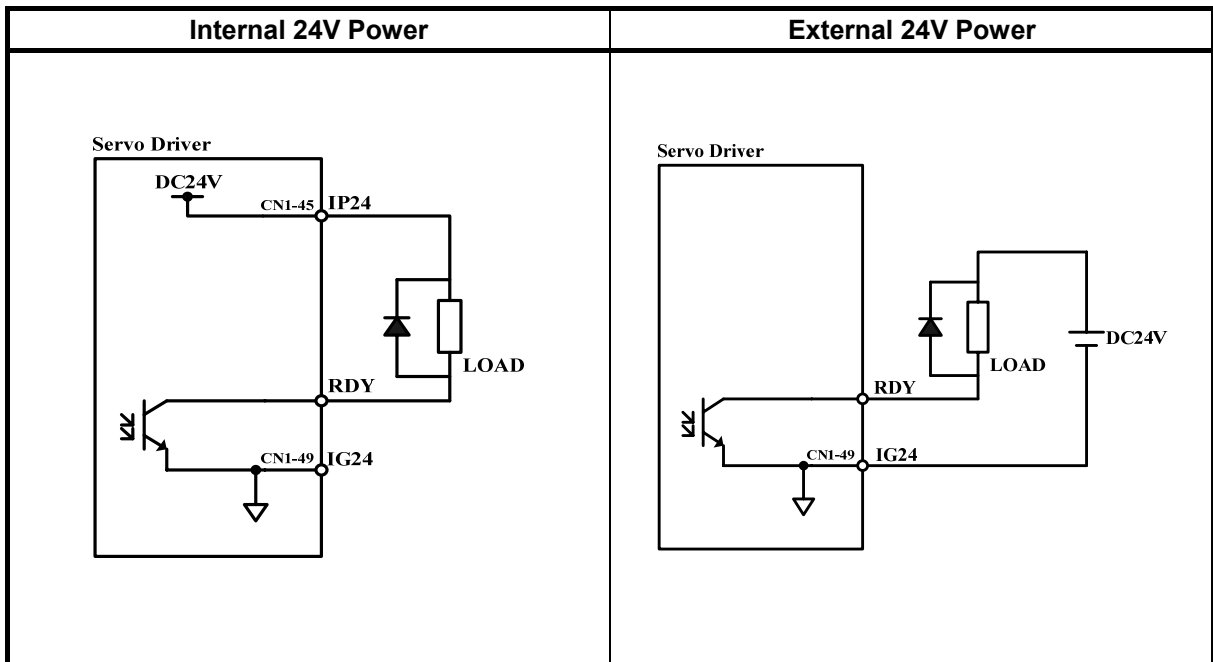 Internal 24V Power
External 24V Power
Servo Driver
DC24V
CN1-45 IP24
LOAD
RDY
CN1-49 IG24
Servo Driver
DC24V
LOAD
RDY
CN1-49 IG24